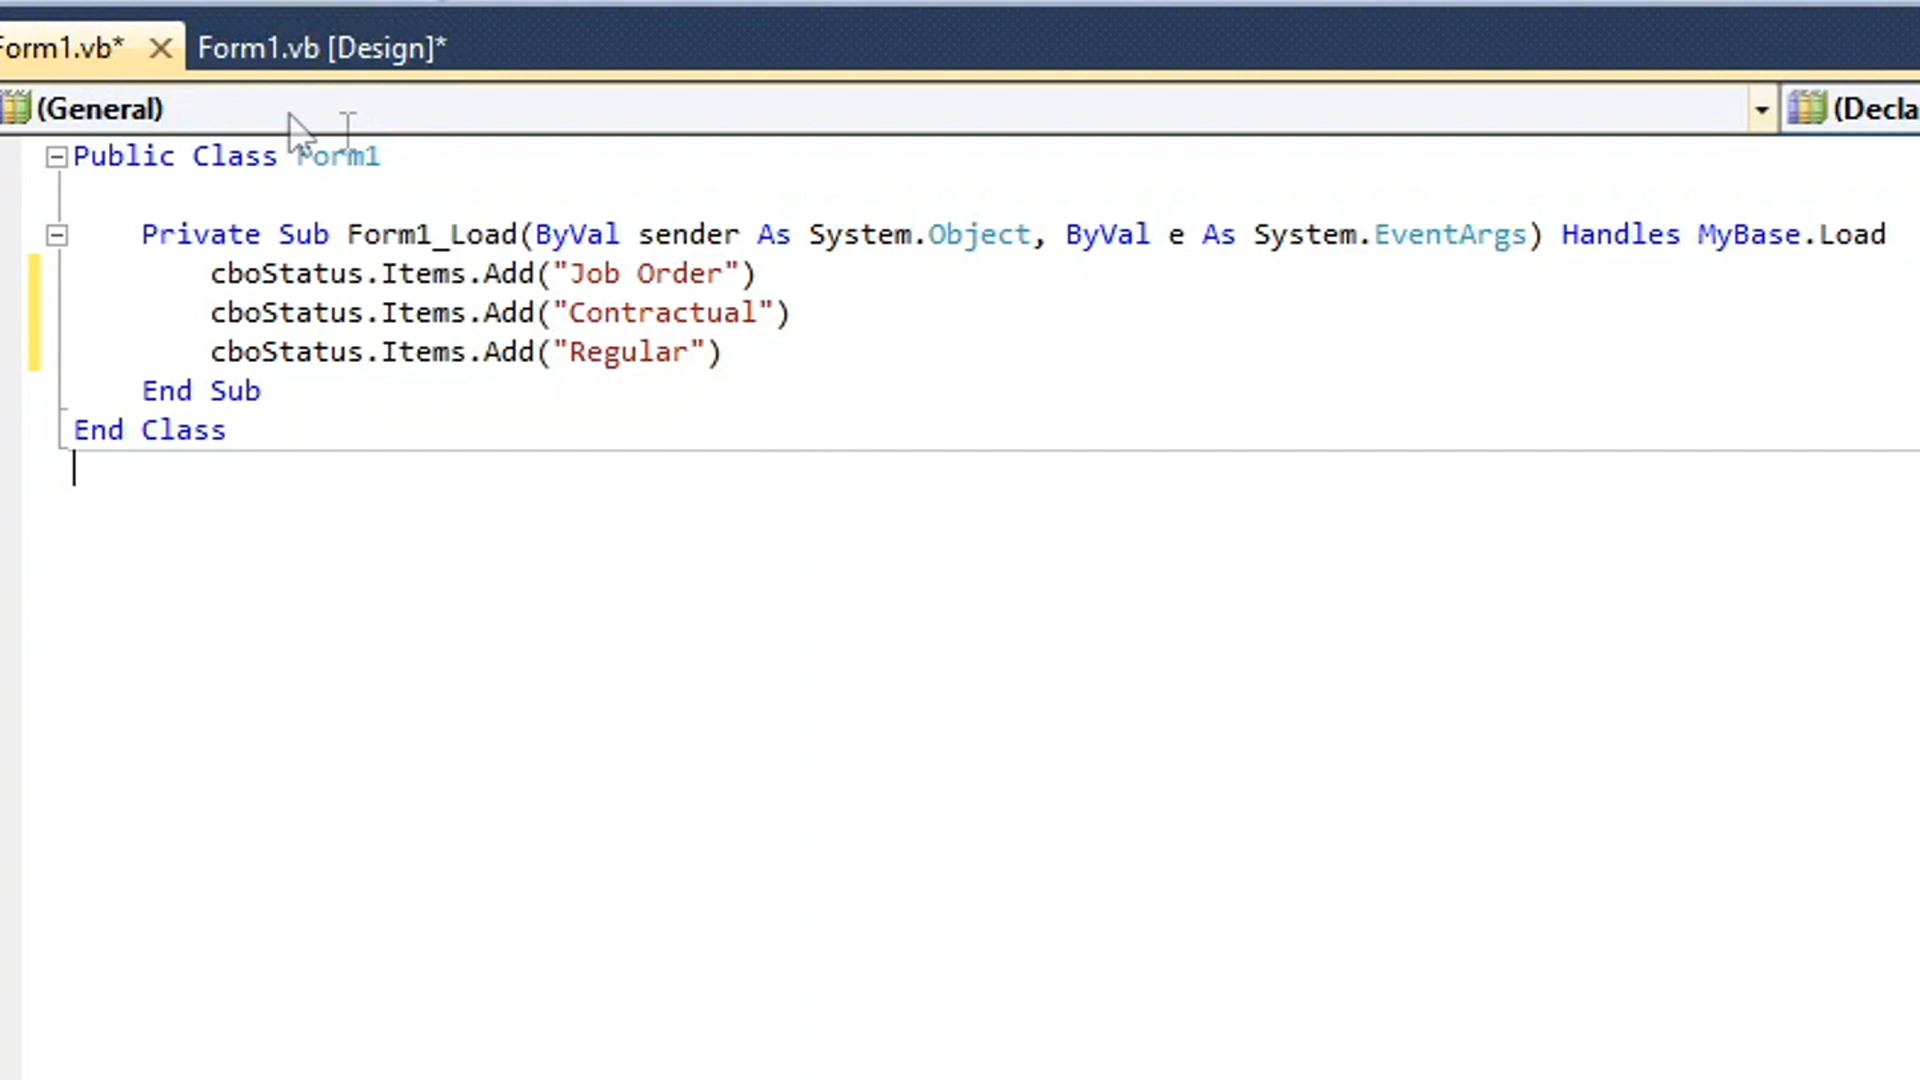 Form1.vb* Form1.vb [Design]*
(General) (Decla
Public Class Form1
Private Sub Form1_Load(ByVal sender As System.Object, ByVal e As System.EventArgs) Handles MyBase.Load
cboStatus.Items.Add("Job Order")
cboStatus.Items.Add("Contractual")
cboStatus.Items.Add("Regular")
End Sub
End Class